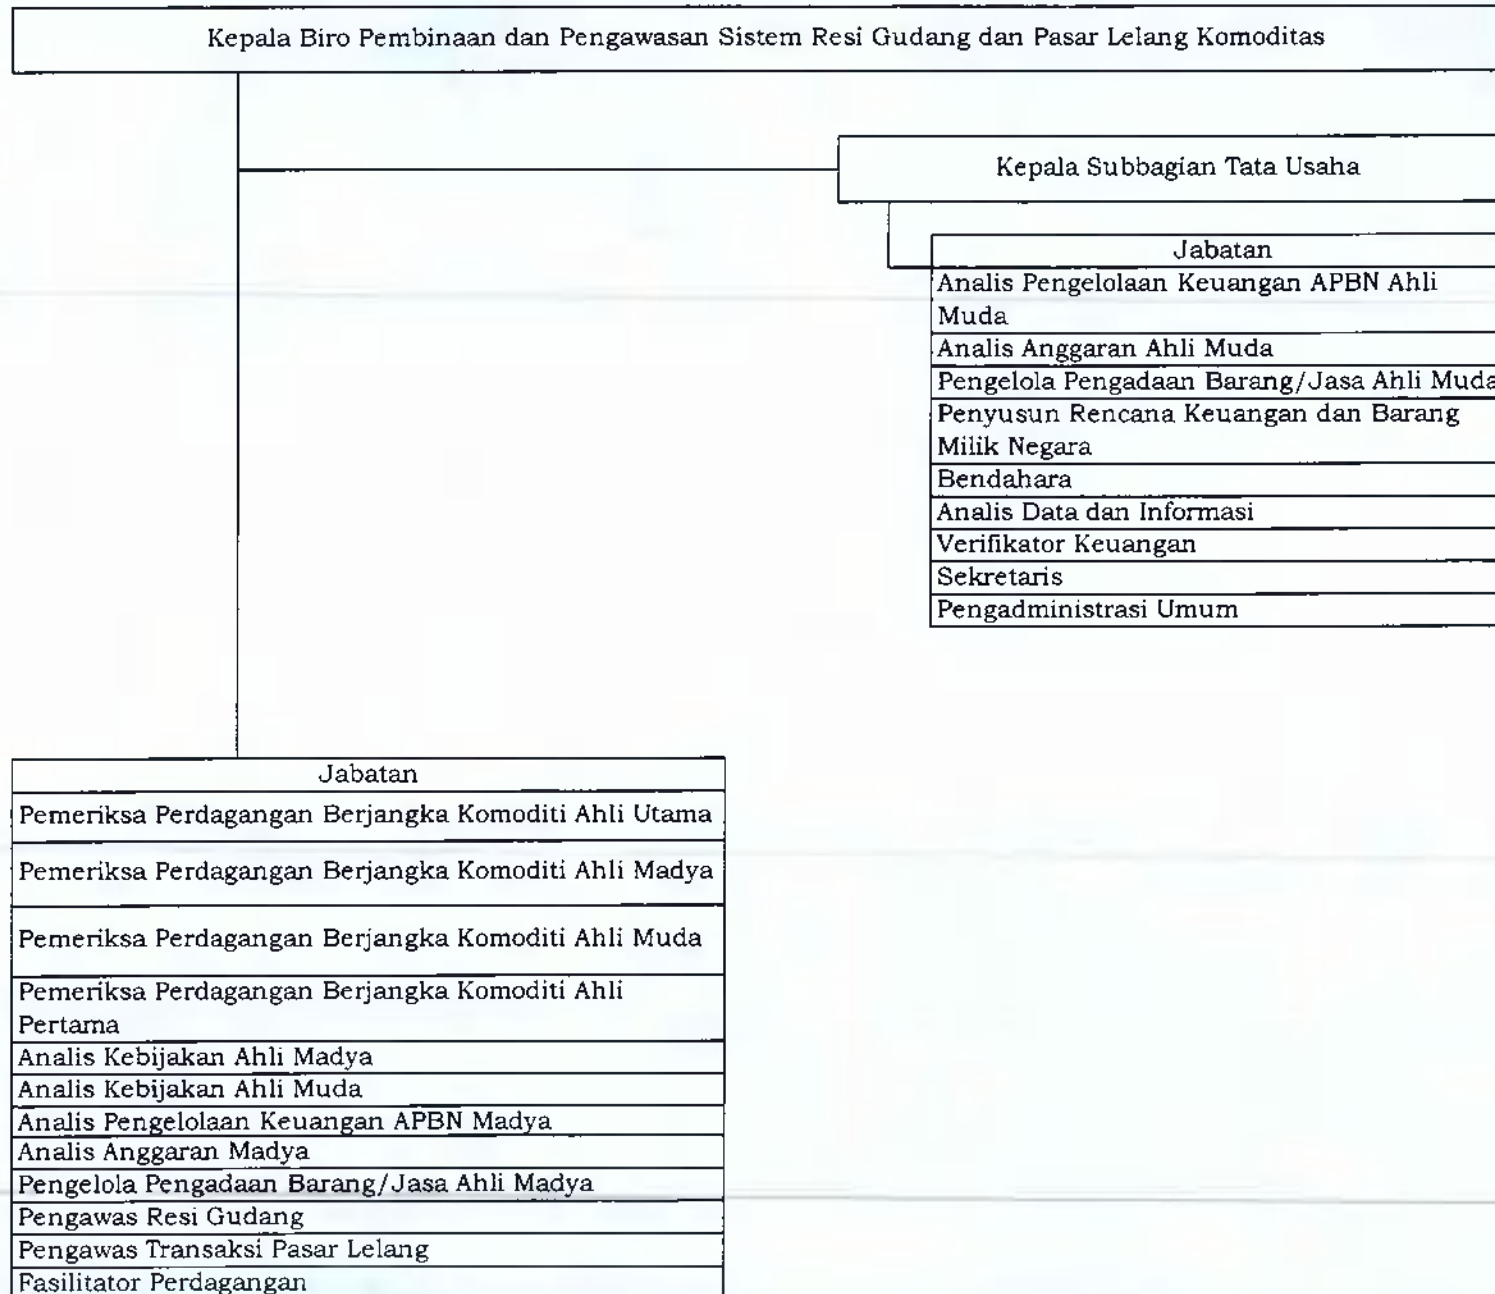 Kepala Biro Pembinaan dan Pengawasan Sistem Resi Gudang dan Pasar Lelang Komoditas
Kepala Subbagian Tata Usaha
Jabatan
Analis Pengelolaan Keuangan APBN Ahli
Muda
Analis Anggaran Ahli Muda
Pengelola Pengadaan Barang/Jasa Ahli Muda
Penyusun Rencana Keuangan dan Barang
Milik Negara
Bendahara
Analis Data dan Informasi
Verifikator Keuangan
Sekretaris
Pengadministrasi Umum
Jabatan
Pemeriksa Perdagangan Berjangka Komoditi Ahli Utama
Pemeriksa Perdagangan Berjangka Komoditi Ahli Madya
Pemeriksa Perdagangan Berjangka Komoditi Ahli Muda
Pemeriksa Perdagangan Berjangka Komoditi Ahli
Pertama
Analis Kebijakan Ahli Madya
Analis Kebijakan Ahli Muda
Analis Pengelolaan Keuangan APBN Madya
Analis Anggaran Madya
Pengelola Pengadaan Barang/Jasa Ahli Madya
Pengawas Resi Gudang
Pengawas Transaksi Pasar Lelang
Fasilitator Perdagangan